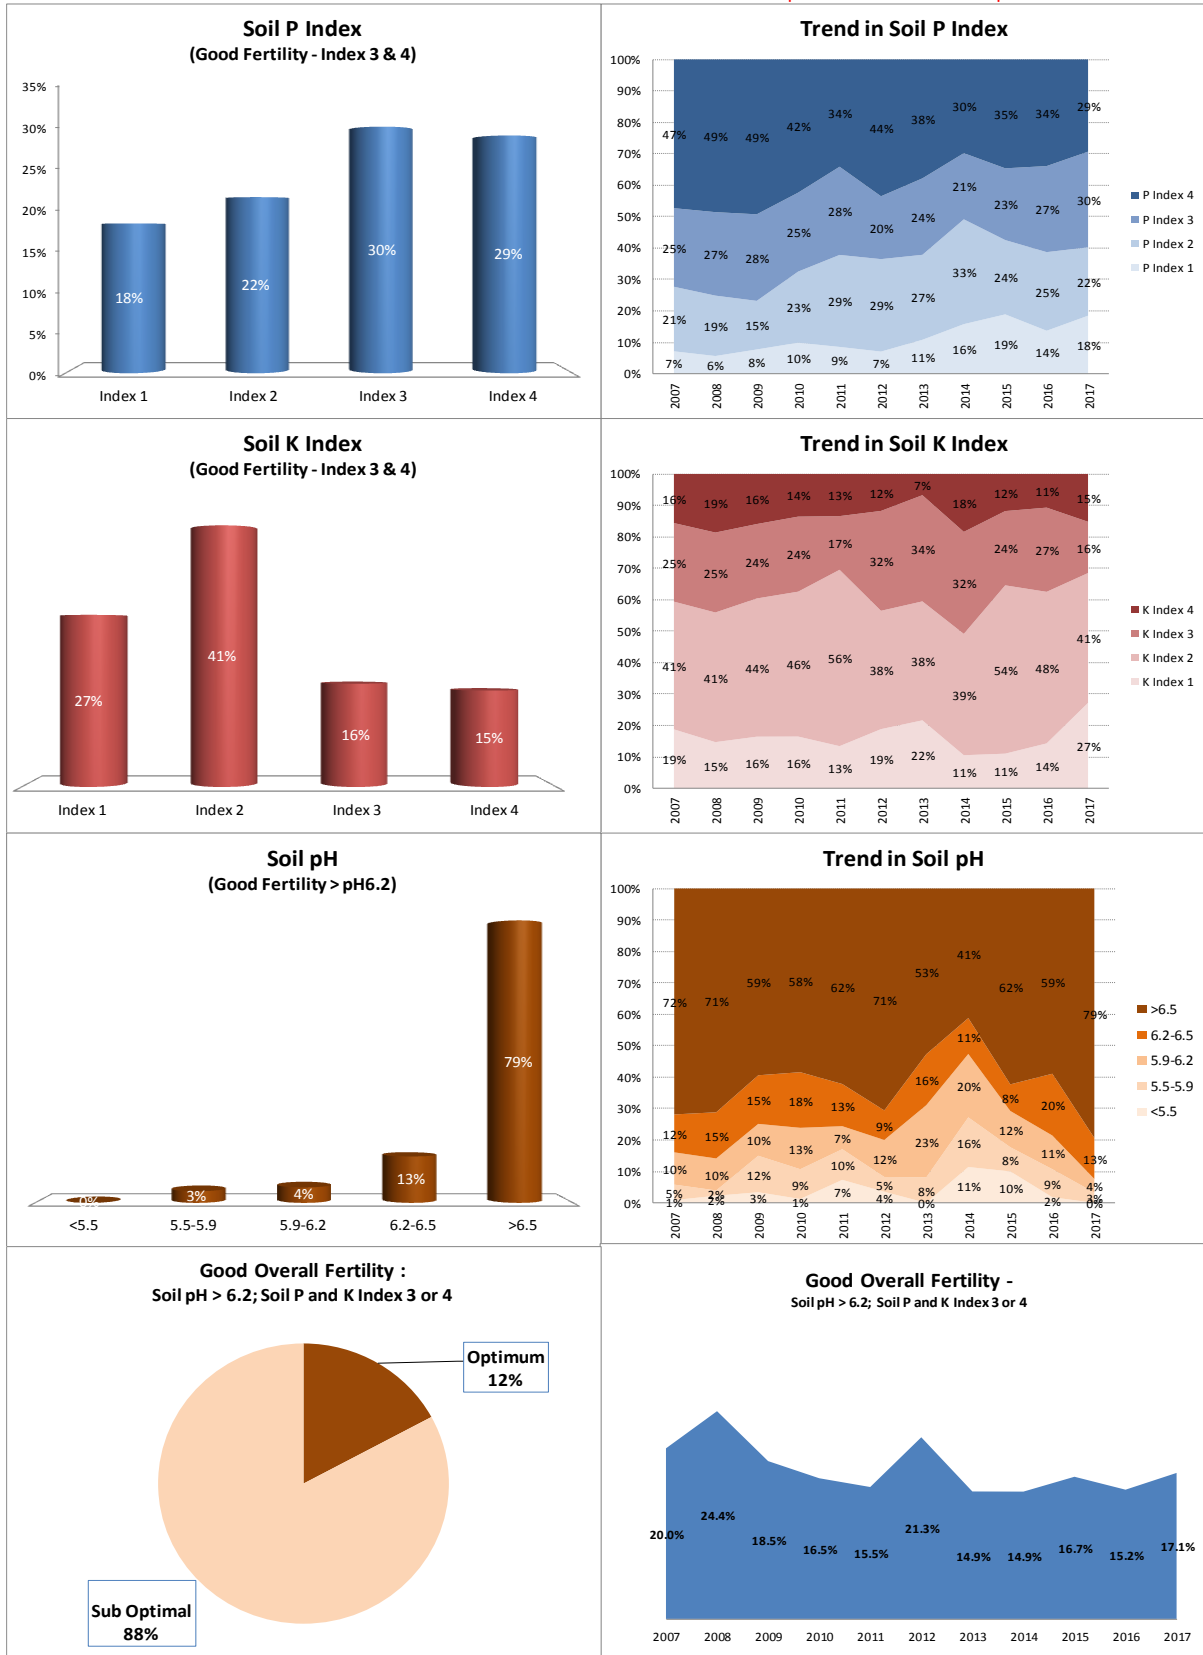 Soil P Index
(Good Fertility - Index 3 & 4)
35%
30%
25%
20%
15%
10%
5%
0%
18%
22%
30%
29%
Index 1
Index 2
Index 3
Index 4
Trend in Soil P Index
100%
90%
80%
70%
60%
50%
40%
30%
20%
10%
0%
47% 49% 49% 42% 34% 44% 38% 30% 35% 34% 29%
25% 27% 28% 25% 28% 20% 24% 21% 23% 27% 30%
21% 19% 15% 23% 29% 29% 27% 33% 24% 25% 22%
7% 6% 8% 10% 9% 7% 11% 16% 19% 14% 18%
2007 2008 2009 2010 2011 2012 2013 2014 2015 2016 2017
P Index 4
P Index 3
P Index 2
P Index 1
Soil K Index
(Good Fertility - Index 3 & 4)
27%
41%
16%
15%
Index 1
Index 2
Index 3
Index 4
Trend in Soil K Index
100%
90%
80%
70%
60%
50%
40%
30%
20%
10%
0%
16% 19% 16% 14% 13% 12% 7% 18% 12% 11% 15%
25% 25% 24% 24% 17% 32% 34% 32% 24% 27% 16%
41% 41% 44% 46% 56% 38% 38% 39% 54% 48% 41%
19% 15% 16% 16% 13% 19% 22% 11% 11% 14% 27%
2007 2008 2009 2010 2011 2012 2013 2014 2015 2016 2017
K Index 4
K Index 3
K Index 2
K Index 1
Soil pH
(Good Fertility > pH6.2)
0%
3%
4%
13%
79%
<5.5
5.5-5.9
5.9-6.2
6.2-6.5
>6.5
Trend in Soil pH
100%
90%
80%
70%
60%
50%
40%
30%
20%
10%
0%
72% 71% 59% 58% 62% 71% 53% 41% 62% 59% 79%
12% 15% 15% 18% 13% 9% 16% 11% 8% 20% 13%
10% 10% 10% 13% 7% 12% 23% 20% 12% 11% 4%
5% 2% 12% 9% 10% 5% 8% 16% 8% 9% 3%
1% 2% 3% 1% 7% 4% 0% 11% 10% 2% 0%
2007 2008 2009 2010 2011 2012 2013 2014 2015 2016 2017
>6.5
6.2-6.5
5.9-6.2
5.5-5.9
<5.5
Good Overall Fertility :
Soil pH > 6.2; Soil P and K Index 3 or 4
Optimum
12%
Sub Optimal
88%
Good Overall Fertility -
Soil pH > 6.2; Soil P and K Index 3 or 4
20.0% 24.4% 18.5% 16.5% 15.5% 21.3% 14.9% 14.9% 16.7% 15.2% 17.1%
2007 2008 2009 2010 2011 2012 2013 2014 2015 2016 2017